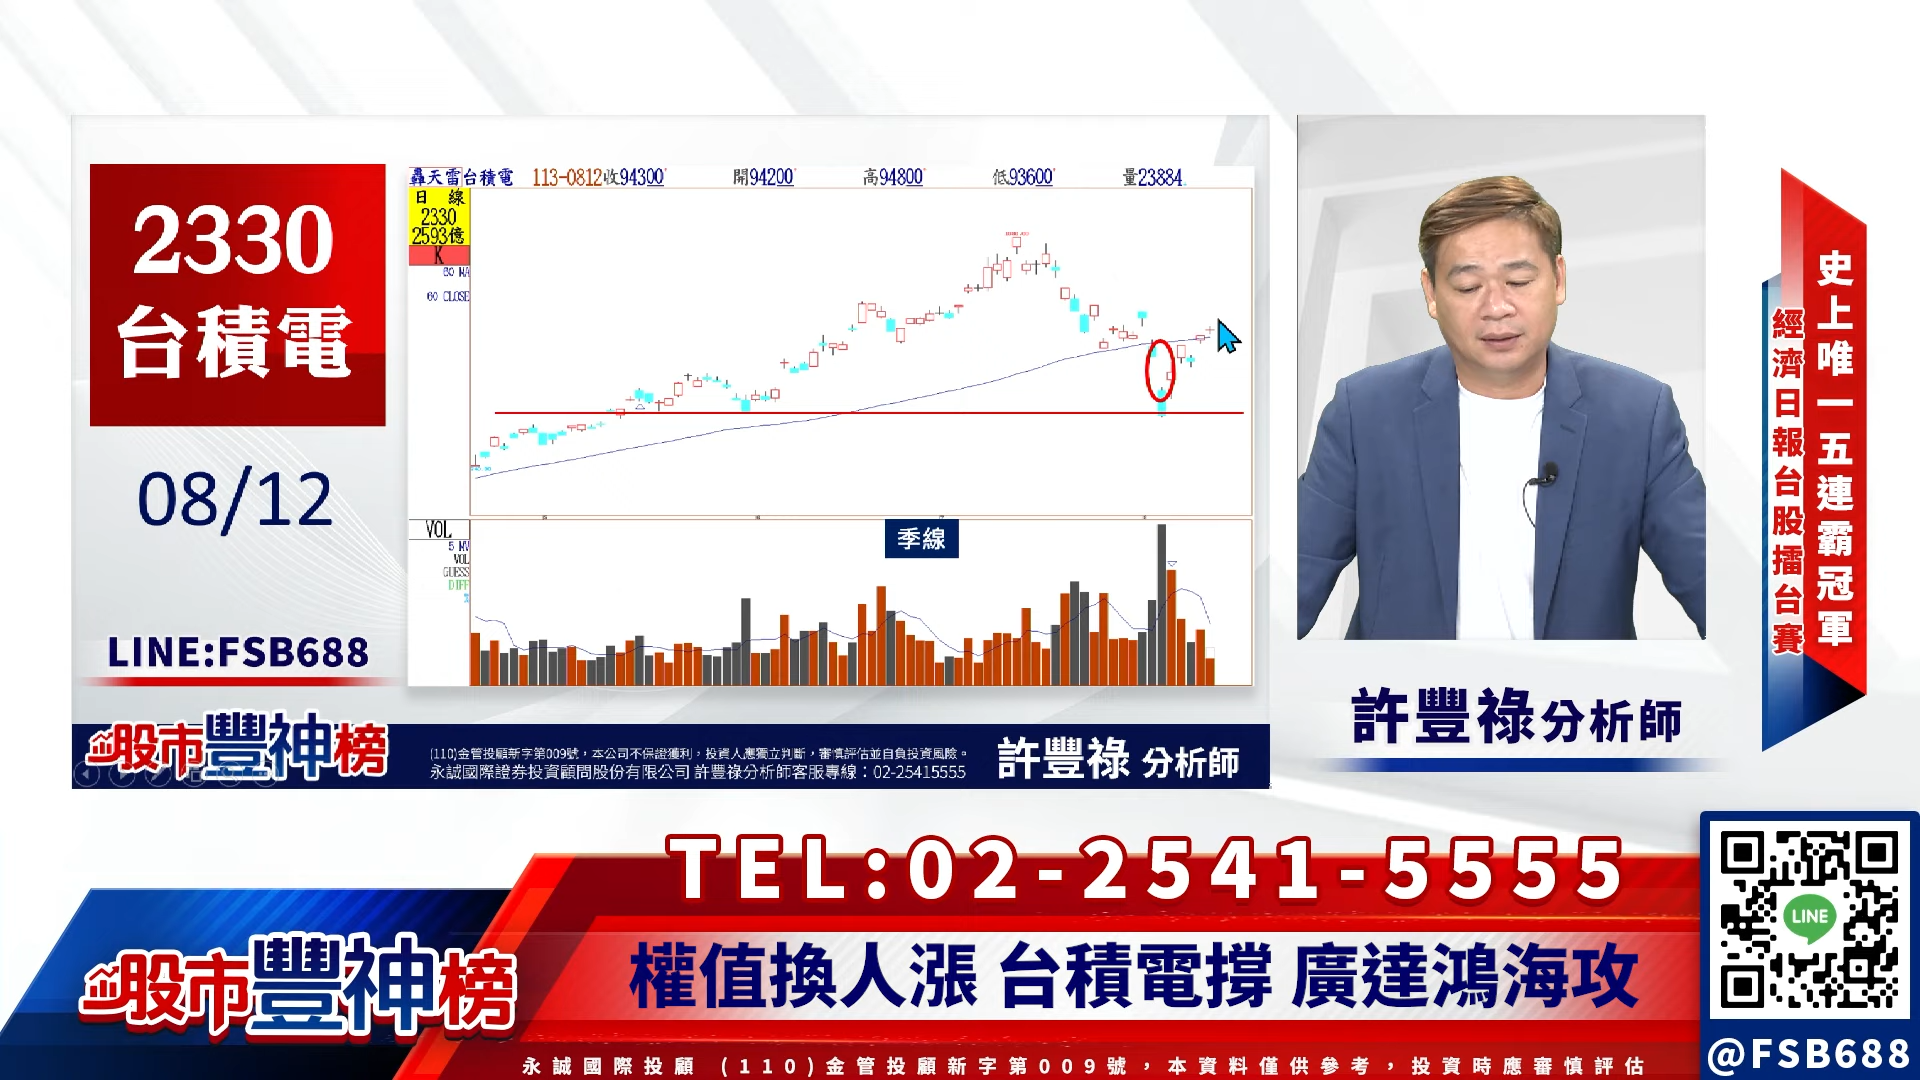 2330
台積電
08/12
LINE:FSB688
轟天雷台積電 113-0812收94300 開94200 高94800 低93600 量23884
日 線
2330
2593億
K
60 MA
60 CLOSE
VOL
5 MV
VOL
GUESS
DIFF
季線
股市豐神榜
(110)金管投顧新字第009號，本公司不保證獲利，投資人應獨立判斷，審慎評估並自負投資風險。
永誠國際證券投資顧問股份有限公司 許豐祿分析師客服專線：02-25415555
許豐祿 分析師
許豐祿分析師
史上唯一五連霸冠軍
經濟日報台股擂台賽
TEL:02-2541-5555
股市豐神榜
權值換人漲 台積電撐 廣達鴻海攻
永誠國際投顧 (110)金管投顧新字第009號，本資料僅供參考，投資時應審慎評估
LINE
@FSB688